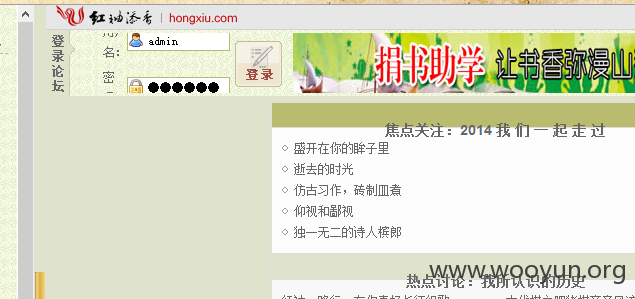 红袖添香 | hongxiu.com
登录论坛
用户名: admin
密 ●●●●●●
登录
捐书助学 让书香弥漫山
焦点关注：2014 我 们 一 起 走 过
盛开在你的眸子里
逝去的时光
仿古习作，砖制皿煮
仰视和鄙视
独一无二的诗人槟郎
www.wooyun.org
热点讨论：我所认识的历史